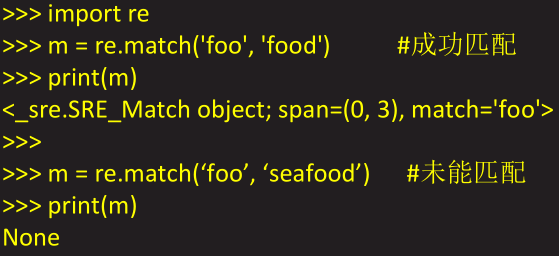 >>> import re
>>> m = re.match('foo', 'food') #成功匹配
>>> print(m)
<_sre.SRE_Match object; span=(0, 3), match='foo'>
>>>
>>> m = re.match(‘foo’, ‘seafood’) #未能匹配
>>> print(m)
None